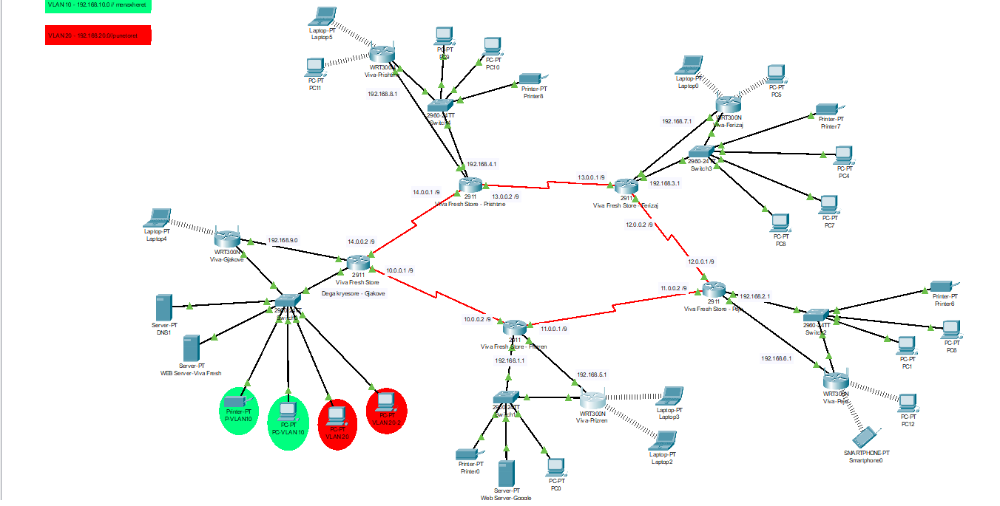 VLAN 10 - 192.168.10.0 // menaxheret
VLAN 20 - 192.168.20.0//punetoret
Laptop-PT
Laptop5
PC-PT
PC11
WRT300N
Viva-Prishtine
192.168.8.1
PC-PT
PC9
PC-PT
PC10
Printer-PT
Printer8
2960-24TT
Switch4
192.168.4.1
2911
Viva Fresh Store - Prishtine
14.0.0.1 /9
13.0.0.2 /9
13.0.0.1 /9
Laptop-PT
Laptop0
PC-PT
PC5
WRT300N
Viva-Ferizaj
192.168.7.1
Printer-PT
Printer7
2960-24TT
Switch3
PC-PT
PC4
PC-PT
PC7
PC-PT
PC8
192.168.3.1
2911
Viva Fresh Store - Ferizaj
12.0.0.2 /9
12.0.0.1 /9
Laptop-PT
Laptop4
WRT300N
Viva-Gjakove
192.168.9.0
14.0.0.2 /9
10.0.0.1 /9
2911
Viva Fresh Store
Dega kryesore - Gjakove
Server-PT
DNS1
Server-PT
WEB Server-Viva Fresh
Printer-PT
P-VLAN10
PC-PT
PC-VLAN 10
PC-PT
VLAN 20
PC-PT
VLAN 20-2
10.0.0.2 /9
11.0.0.1 /9
2911
Viva Fresh Store - Prizren
192.168.1.1
192.168.5.1
2960-24TT
WRT300N
Viva-Prizren
Laptop-PT
Laptop3
Laptop-PT
Laptop2
Printer-PT
Printer0
Server-PT
Web Server-Google
PC-PT
PC0
11.0.0.2 /9
2911
Viva Fresh Store - Peje
192.168.2.1
2960-24TT
Switch2
Printer-PT
Printer6
PC-PT
PC6
PC-PT
PC1
192.168.6.1
WRT300N
Viva-Peje
PC-PT
PC12
SMARTPHONE-PT
Smartphone0